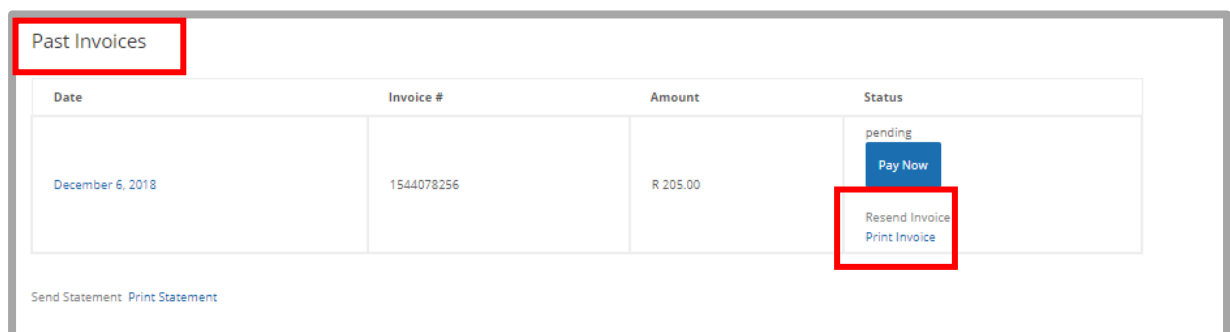 Past Invoices
Date Invoice # Amount Status
pending
Pay Now
December 6, 2018 1544078256 R 205.00
Resend Invoice
Print Invoice
Send Statement Print Statement